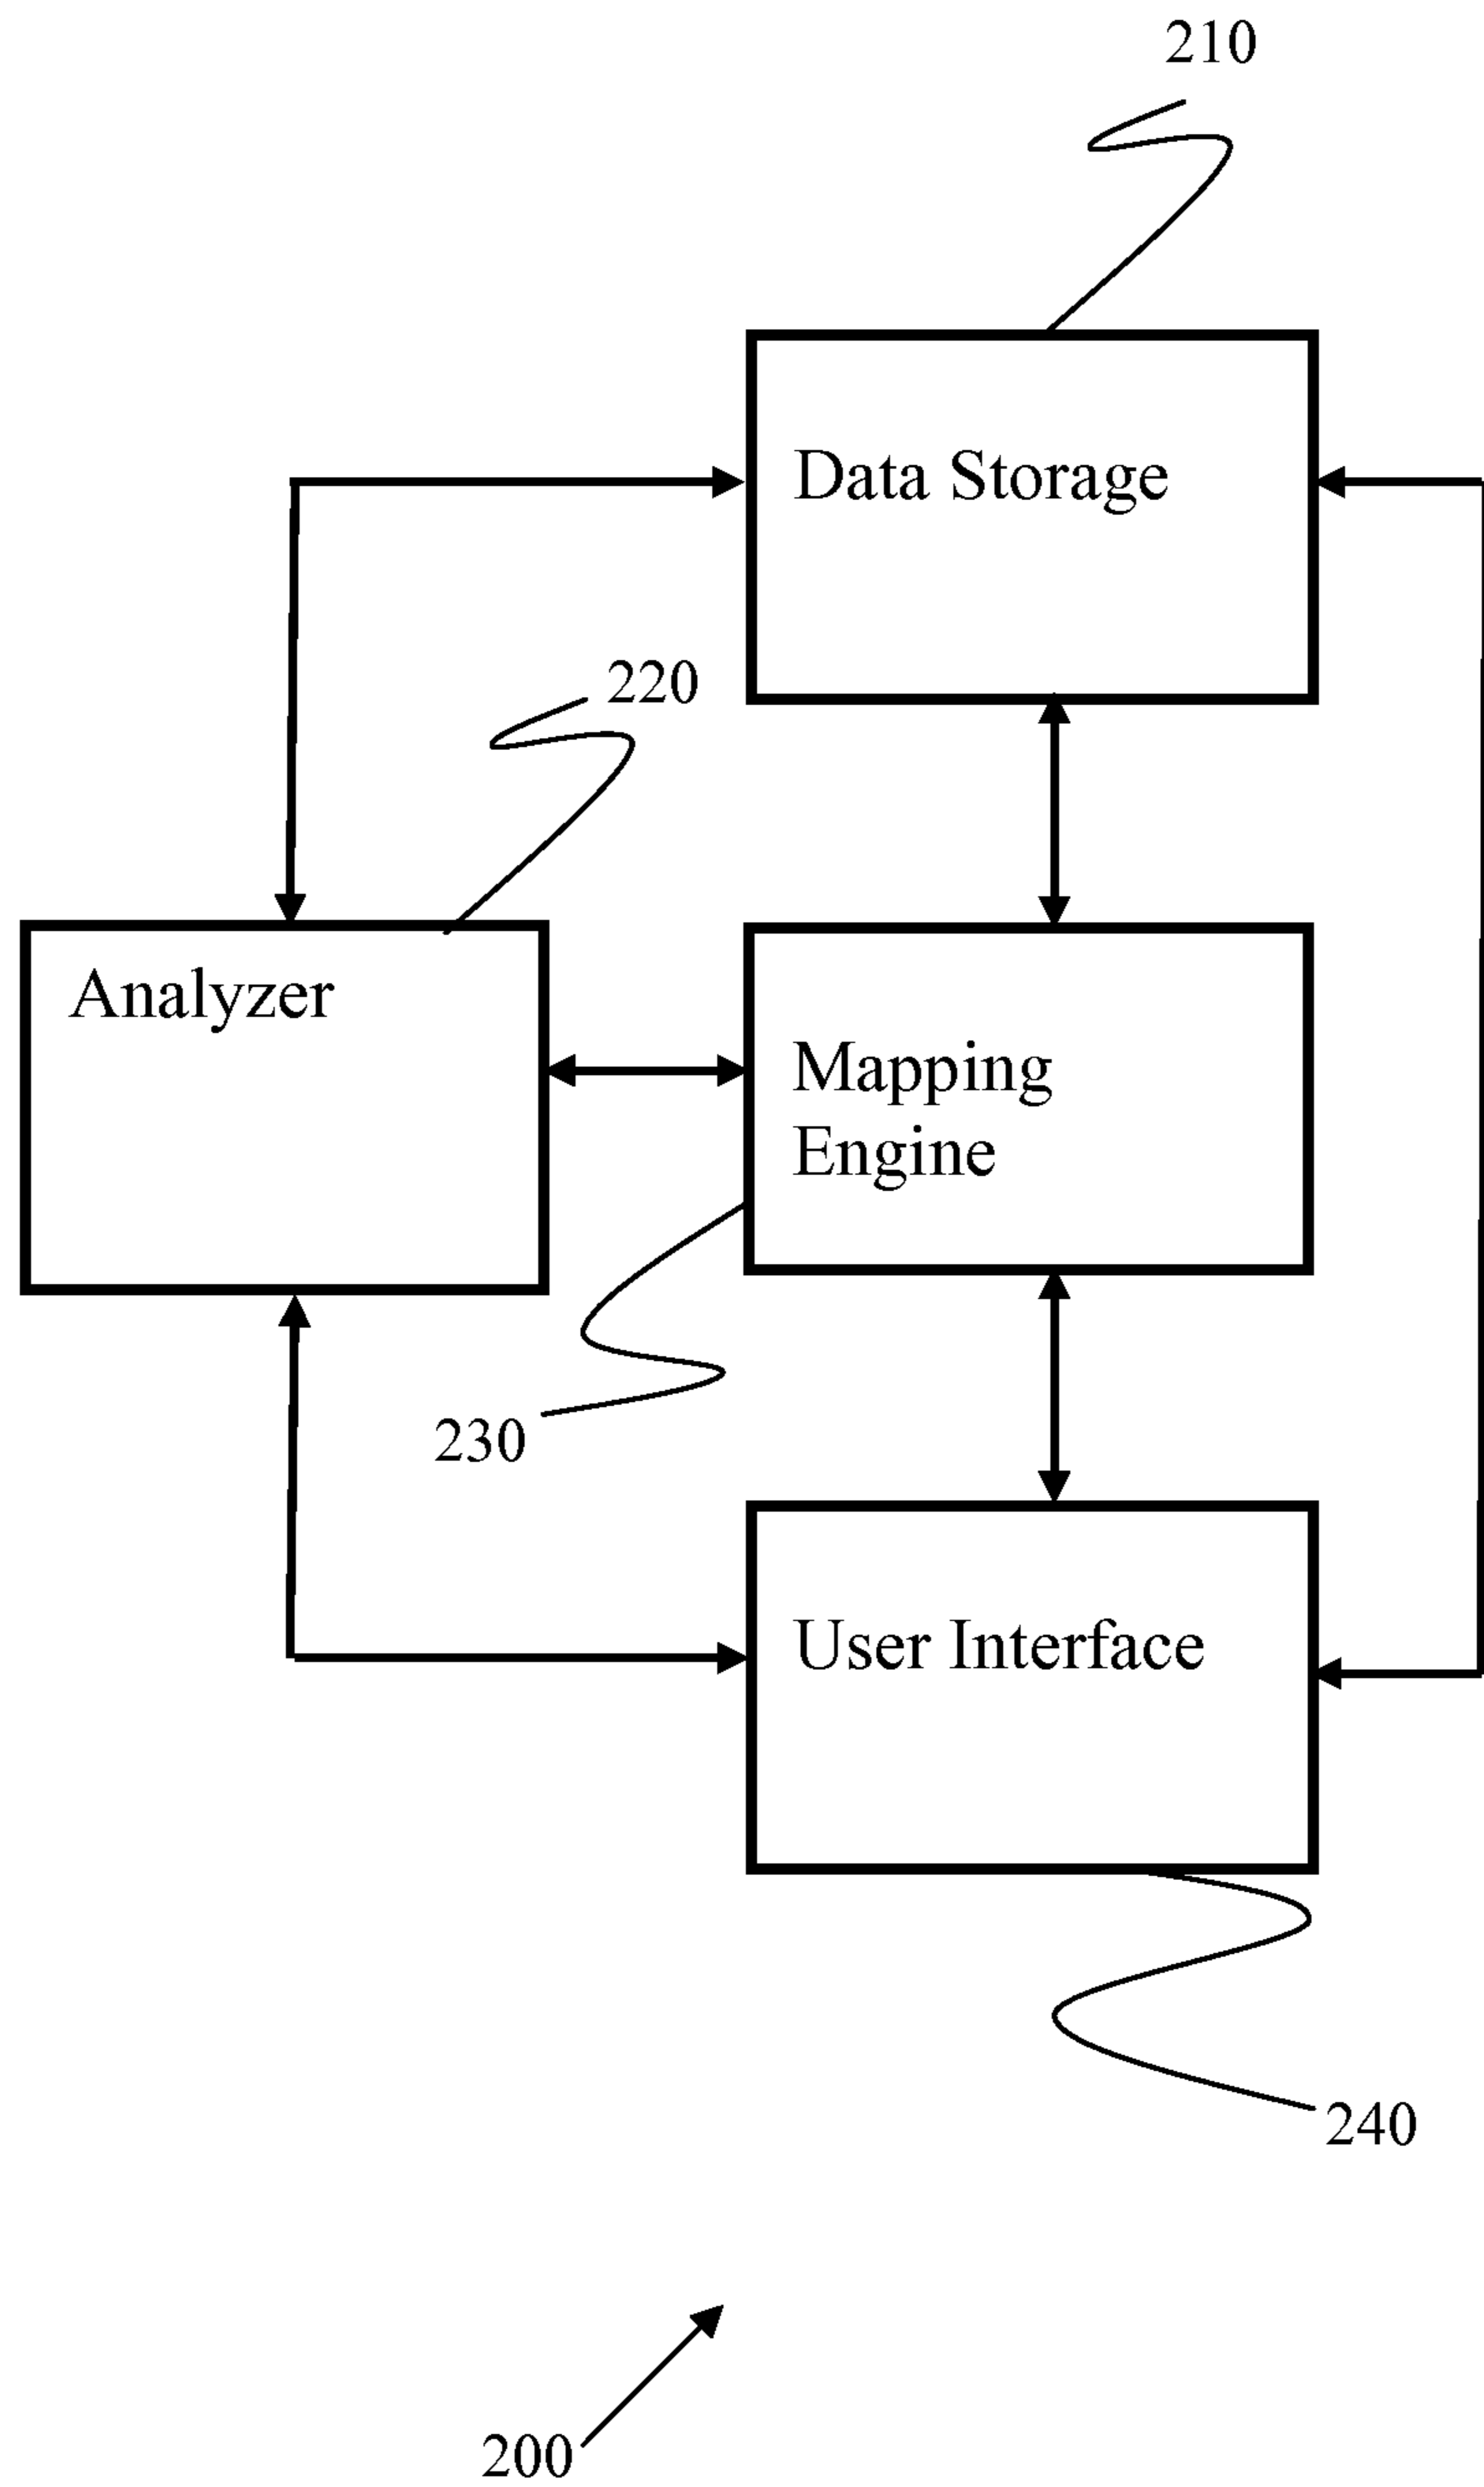 210
Data Storage
220
Analyzer
Mapping
Engine
230
User Interface
240
200